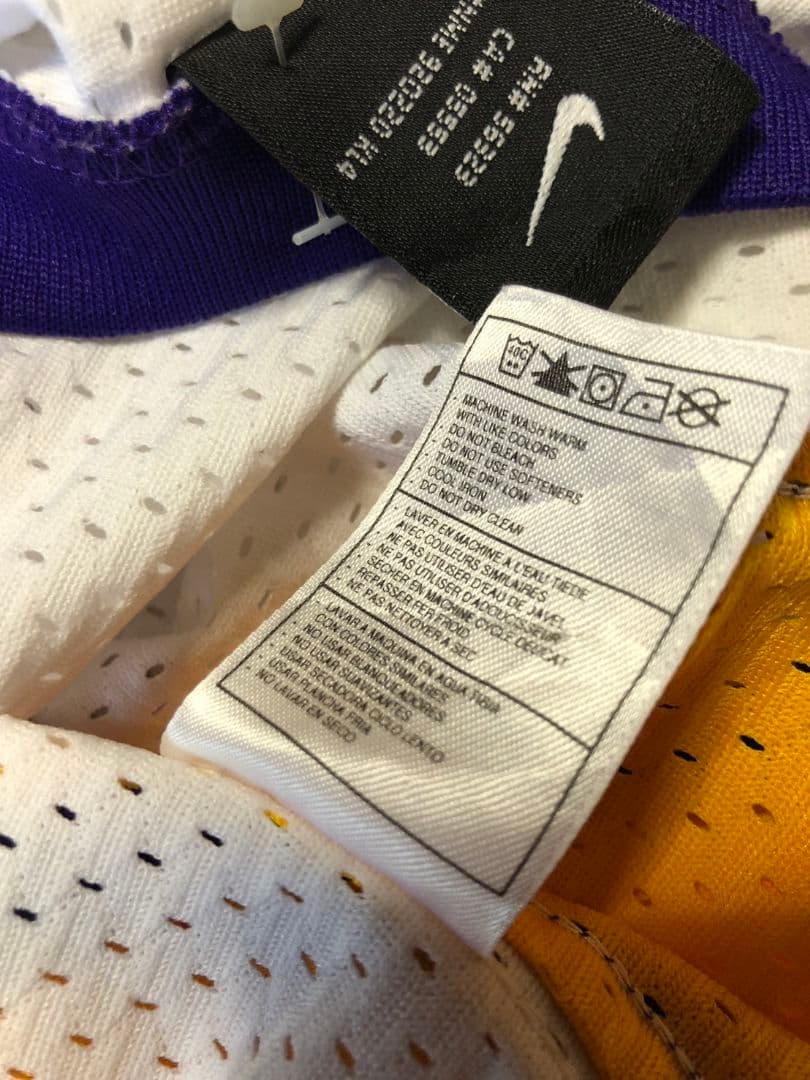 RN# 56323
CA# 05553
40C
MACHINE WASH WARM
WITH LIKE COLORS
DO NOT BLEACH
DO NOT USE SOFTENERS
TUMBLE DRY LOW
COOL IRON
DO NOT DRY CLEAN
LAVER EN MACHINE A L'EAU TIEDE
AVEC COULEURS SIMILAIRES
NE PAS UTILISER D'EAU DE JAVEL
NE PAS UTILISER D'ADOUCISSEUR
SECHER EN MACHINE CYCLE DELICAT
REPASSER FER FROID
NE PAS NETTOYER A SEC
LAVAR A MAQUINA EN AGUA TIBIA
CON COLORES SIMILARES
NO USAR BLANQUEADORES
NO USAR SUAVIZANTES
USAR SECADORA CICLO LENTO
USAR PLANCHA FRIA
NO LAVAR EN SECO